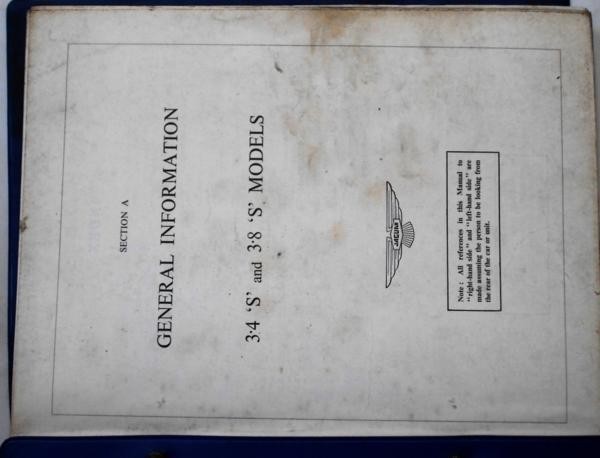 SECTION A
GENERAL INFORMATION
3·4 ‘S’ and 3·8 ‘S’ MODELS
JAGUAR
Note : All references in this Manual to
“right-hand side” and “left-hand side” are
made assuming the person to be looking from
the rear of the car or unit.